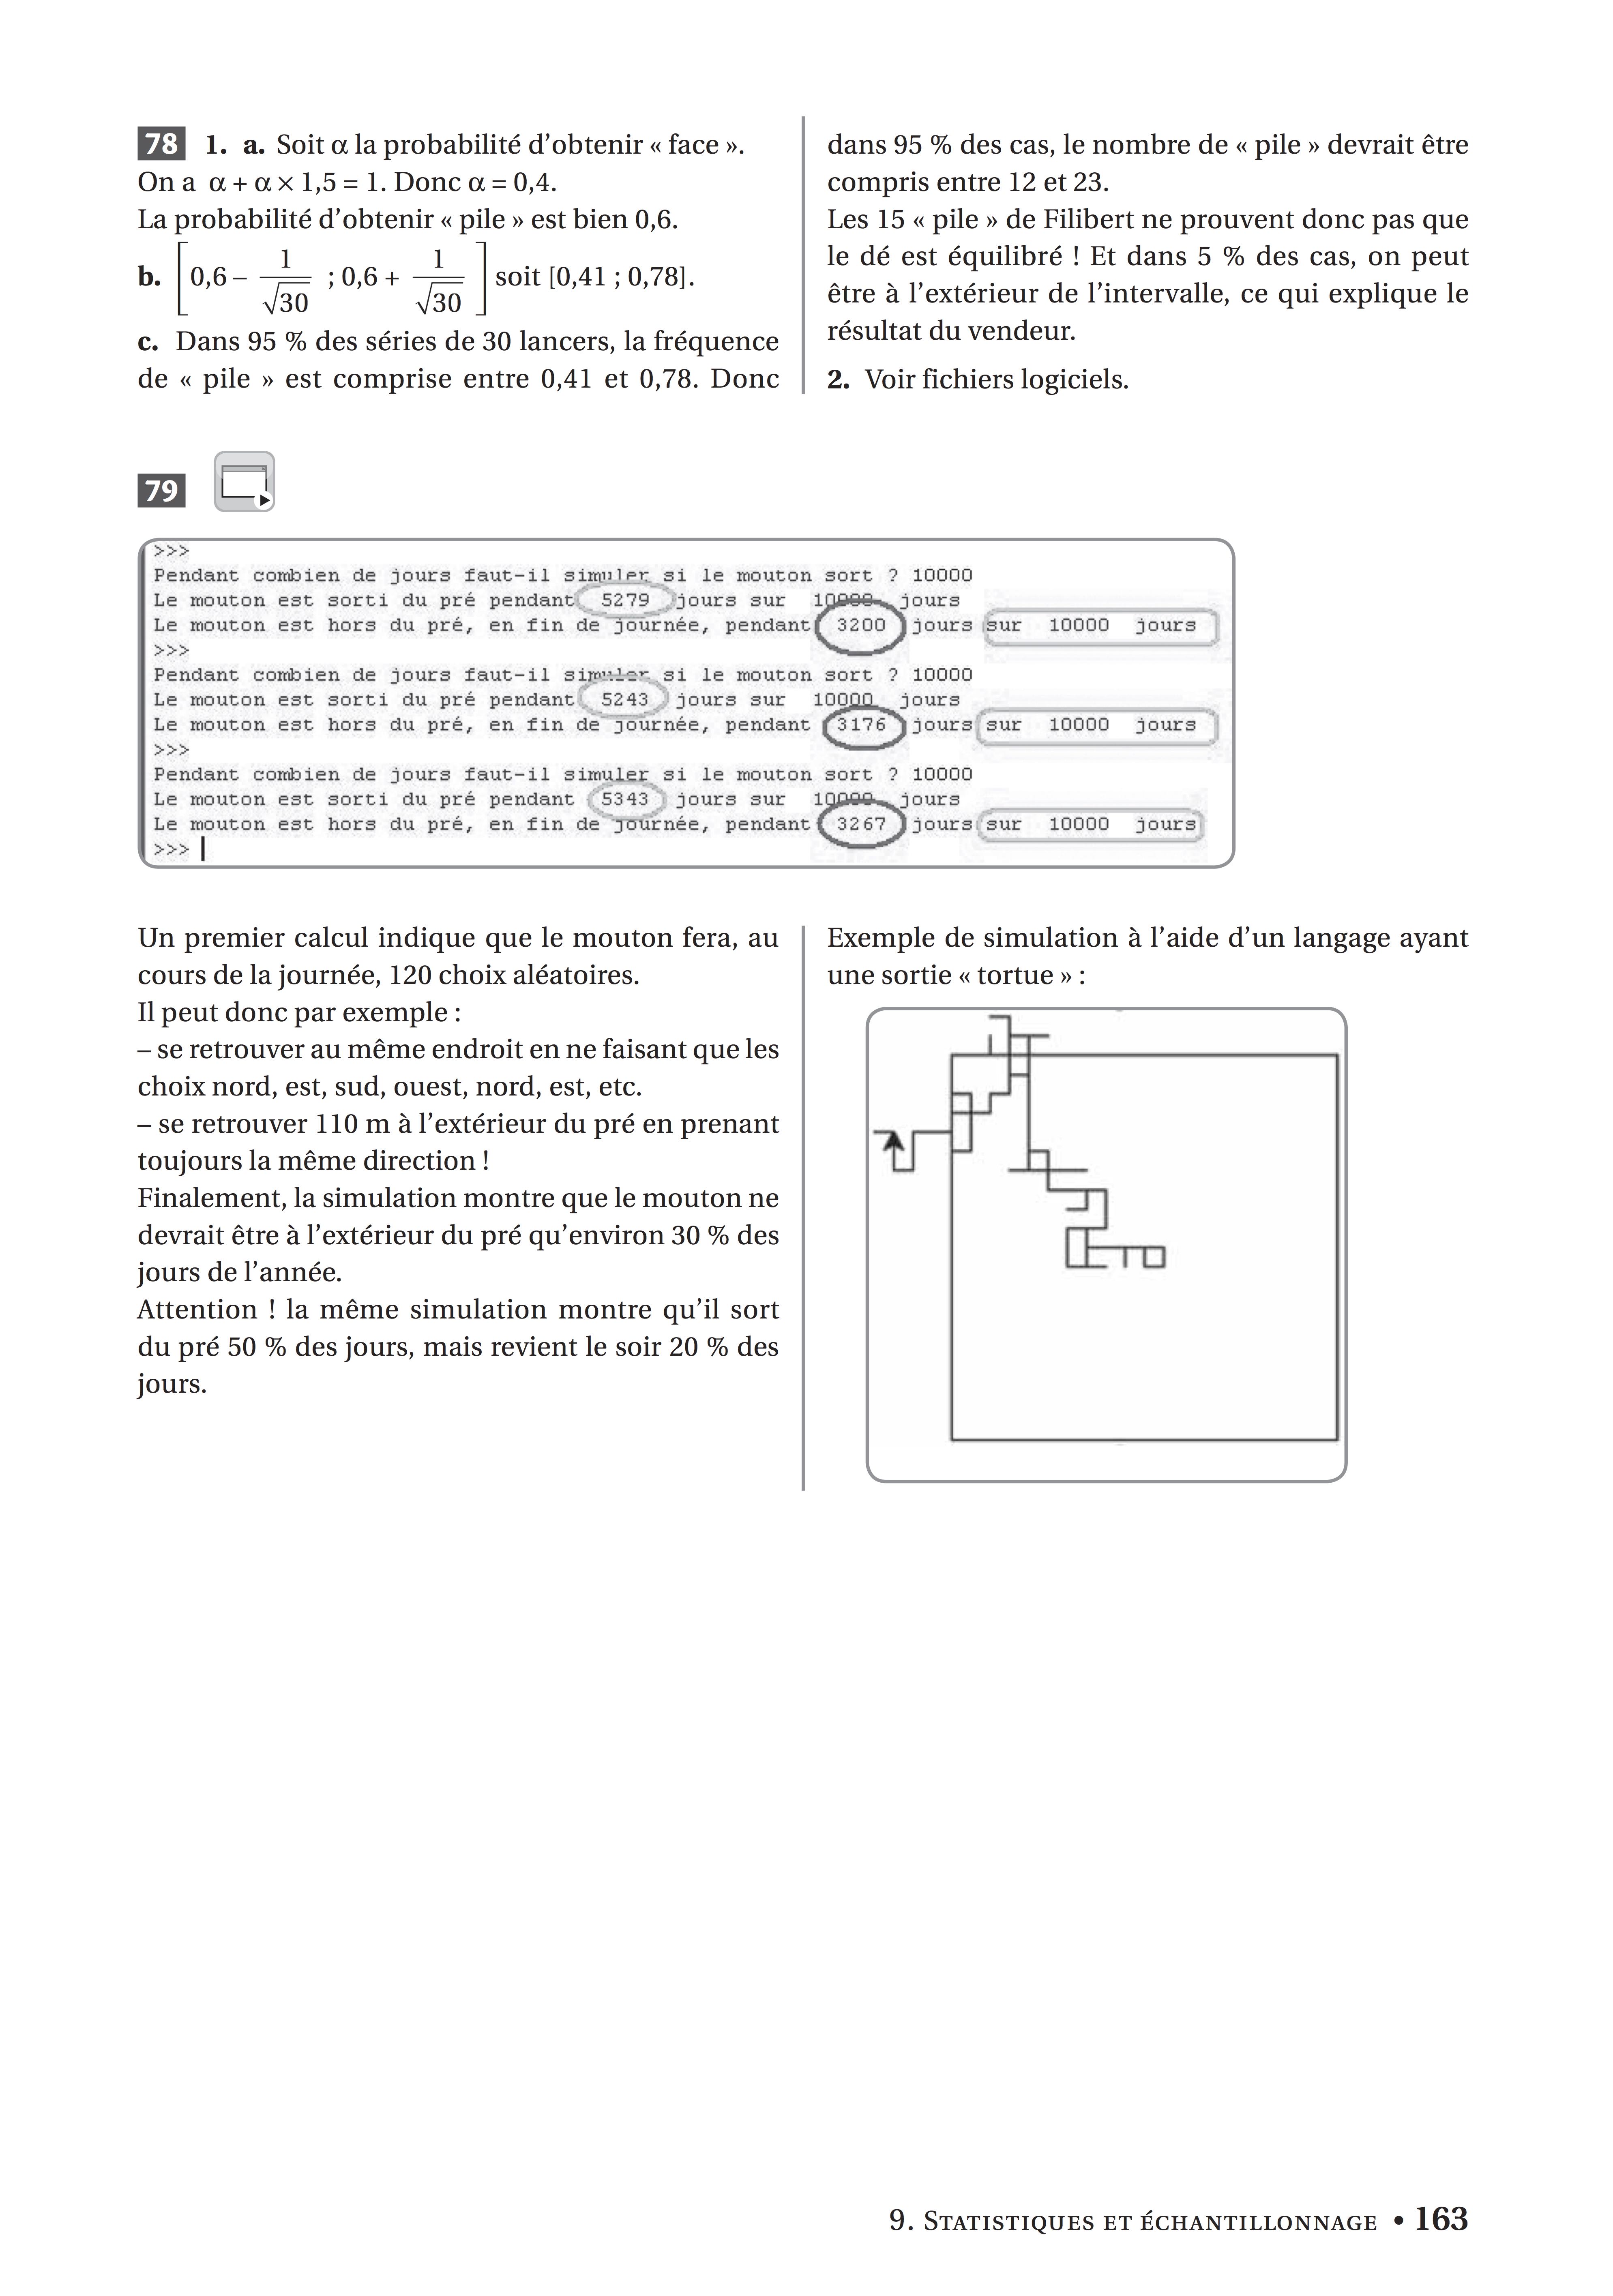 78 1. a. Soit α la probabilité d’obtenir « face ».
On a α + α × 1,5 = 1. Donc α = 0,4.
La probabilité d’obtenir « pile » est bien 0,6.
b. [0,6 – 1/√30 ; 0,6 + 1/√30] soit [0,41 ; 0,78].
c. Dans 95 % des séries de 30 lancers, la fréquence
de « pile » est comprise entre 0,41 et 0,78. Donc
dans 95 % des cas, le nombre de « pile » devrait être
compris entre 12 et 23.
Les 15 « pile » de Filibert ne prouvent donc pas que
le dé est équilibré ! Et dans 5 % des cas, on peut
être à l’extérieur de l’intervalle, ce qui explique le
résultat du vendeur.
2. Voir fichiers logiciels.
79
>>>
Pendant combien de jours faut-il simuler si le mouton sort ? 10000
Le mouton est sorti du pré pendant 5279 jours sur 10000 jours
Le mouton est hors du pré, en fin de journée, pendant 3200 jours sur 10000 jours
>>>
Pendant combien de jours faut-il simuler si le mouton sort ? 10000
Le mouton est sorti du pré pendant 5243 jours sur 10000 jours
Le mouton est hors du pré, en fin de journée, pendant 3176 jours sur 10000 jours
>>>
Pendant combien de jours faut-il simuler si le mouton sort ? 10000
Le mouton est sorti du pré pendant 5343 jours sur 10000 jours
Le mouton est hors du pré, en fin de journée, pendant 3267 jours sur 10000 jours
>>>
Un premier calcul indique que le mouton fera, au
cours de la journée, 120 choix aléatoires.
Il peut donc par exemple :
– se retrouver au même endroit en ne faisant que les
choix nord, est, sud, ouest, nord, est, etc.
– se retrouver 110 m à l’extérieur du pré en prenant
toujours la même direction !
Finalement, la simulation montre que le mouton ne
devrait être à l’extérieur du pré qu’environ 30 % des
jours de l’année.
Attention ! la même simulation montre qu’il sort
du pré 50 % des jours, mais revient le soir 20 % des
jours.
Exemple de simulation à l’aide d’un langage ayant
une sortie « tortue » :
9. Statistiques et échantillonnage • 163